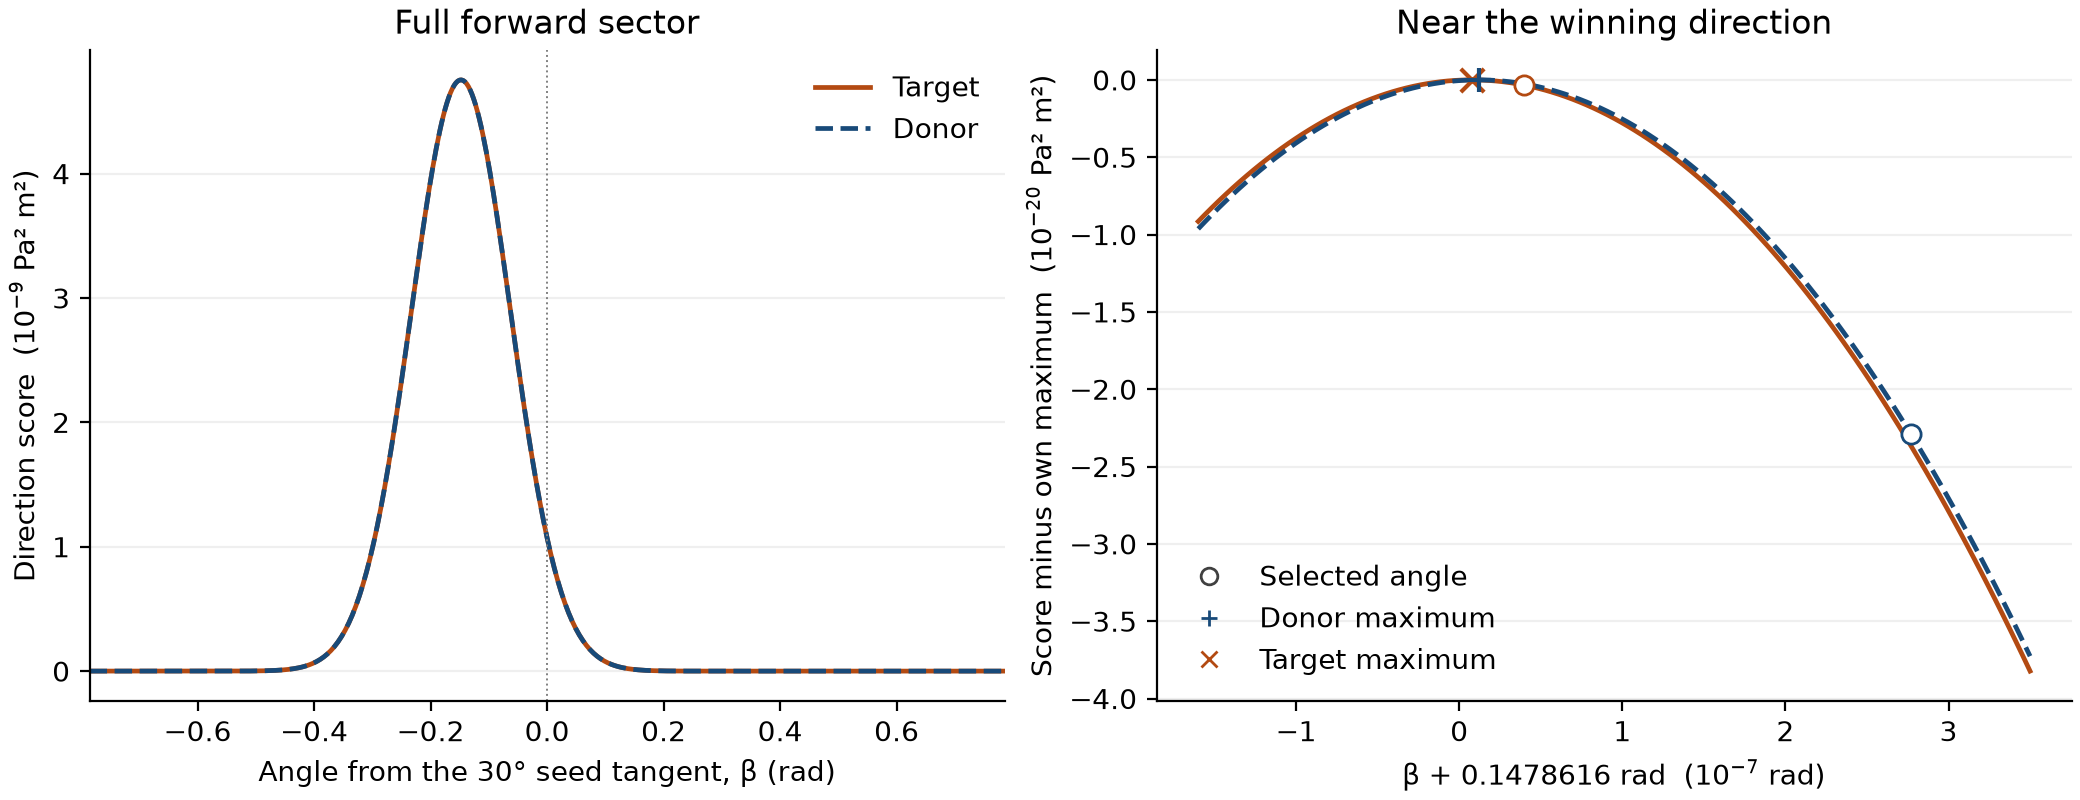 Full forward sector
Direction score (10⁻⁹ Pa² m²)
4
3
2
1
0
Target
Donor
−0.6 −0.4 −0.2 0.0 0.2 0.4 0.6
Angle from the 30° seed tangent, β (rad)
Near the winning direction
Score minus own maximum (10⁻²⁰ Pa² m²)
0.0
−0.5
−1.0
−1.5
−2.0
−2.5
−3.0
−3.5
−4.0
Selected angle
Donor maximum
Target maximum
−1 0 1 2 3
β + 0.1478616 rad (10⁻⁷ rad)